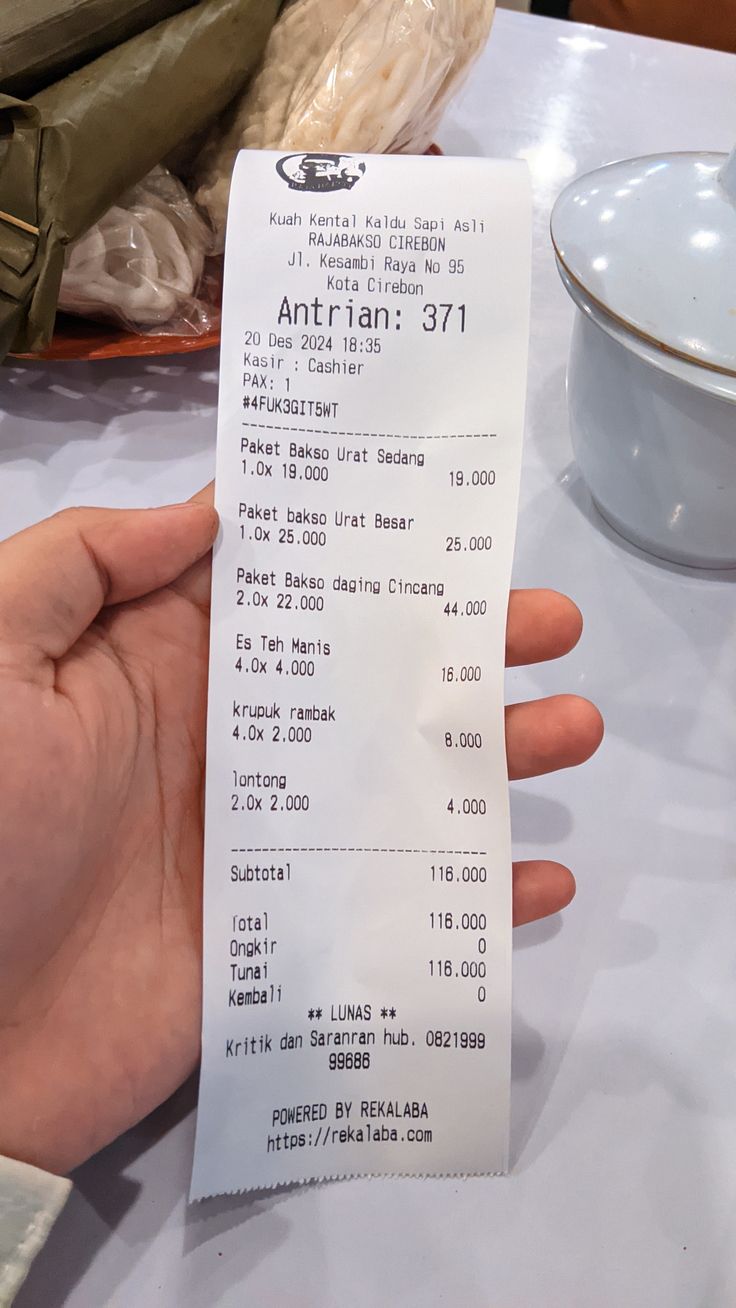 Kuah Kental Kaldu Sapi Asli
RAJABAKSO CIREBON
Jl. Kesambi Raya No 95
Kota Cirebon
Antrian: 371
20 Des 2024 18:35
Kasir : Cashier
PAX: 1
#4FUK3GIT5WT
Paket Bakso Urat Sedang
1.0x 19.000 19.000
Paket bakso Urat Besar
1.0x 25.000 25.000
Paket Bakso daging Cincang
2.0x 22.000 44.000
Es Teh Manis
4.0x 4.000 16.000
krupuk rambak
4.0x 2.000 8.000
lontong
2.0x 2.000 4.000
Subtotal 116.000
Total 116.000
Ongkir 0
Tunai 116.000
Kembali 0
** LUNAS **
Kritik dan Saranran hub. 0821999
99686
POWERED BY REKALABA
https://rekalaba.com